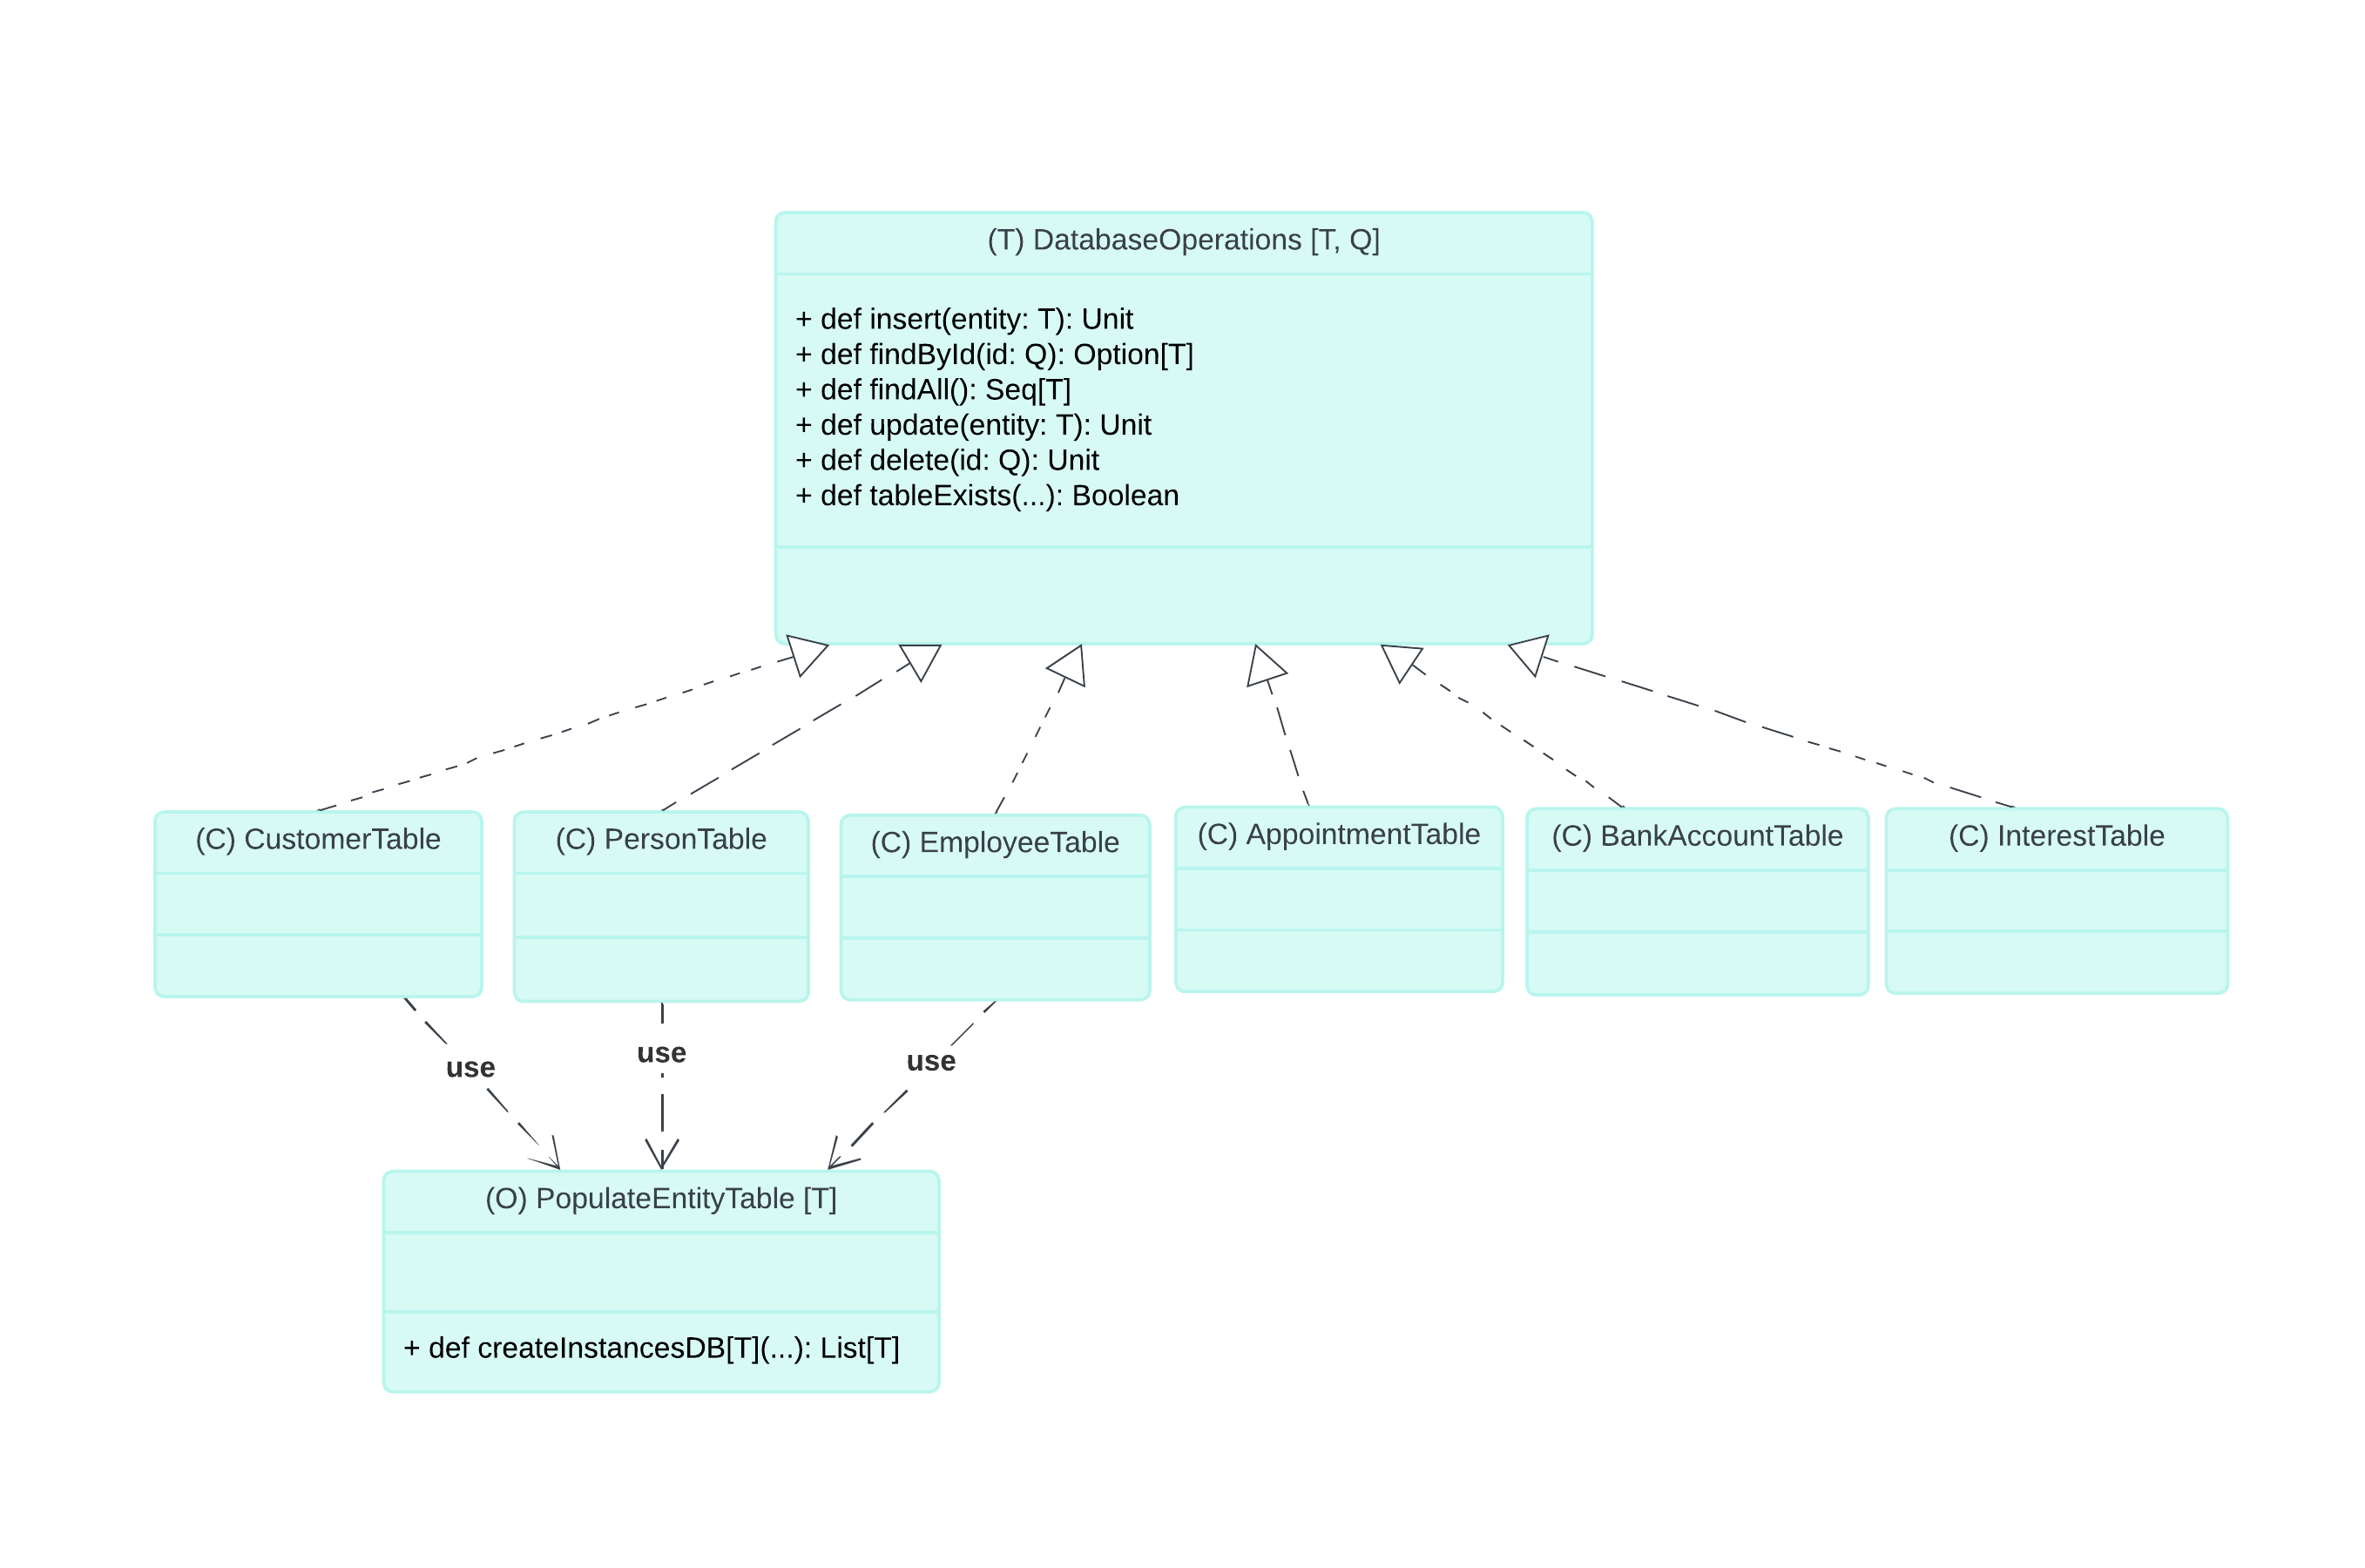 (T) DatabaseOperations [T, Q]
+ def insert(entity: T): Unit
+ def findById(id: Q): Option[T]
+ def findAll(): Seq[T]
+ def update(entity: T): Unit
+ def delete(id: Q): Unit
+ def tableExists(...): Boolean
(C) CustomerTable
(C) PersonTable
(C) EmployeeTable
(C) AppointmentTable
(C) BankAccountTable
(C) InterestTable
use
use
use
(O) PopulateEntityTable [T]
+ def createInstancesDB[T](...): List[T]